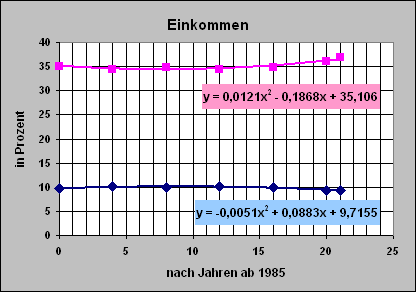 Einkommen
40
35
30
25
20
15
10
5
0
in Prozent
y = 0,0121x² - 0,1868x + 35,106
y = -0,0051x² + 0,0883x + 9,7155
0 5 10 15 20 25
nach Jahren ab 1985